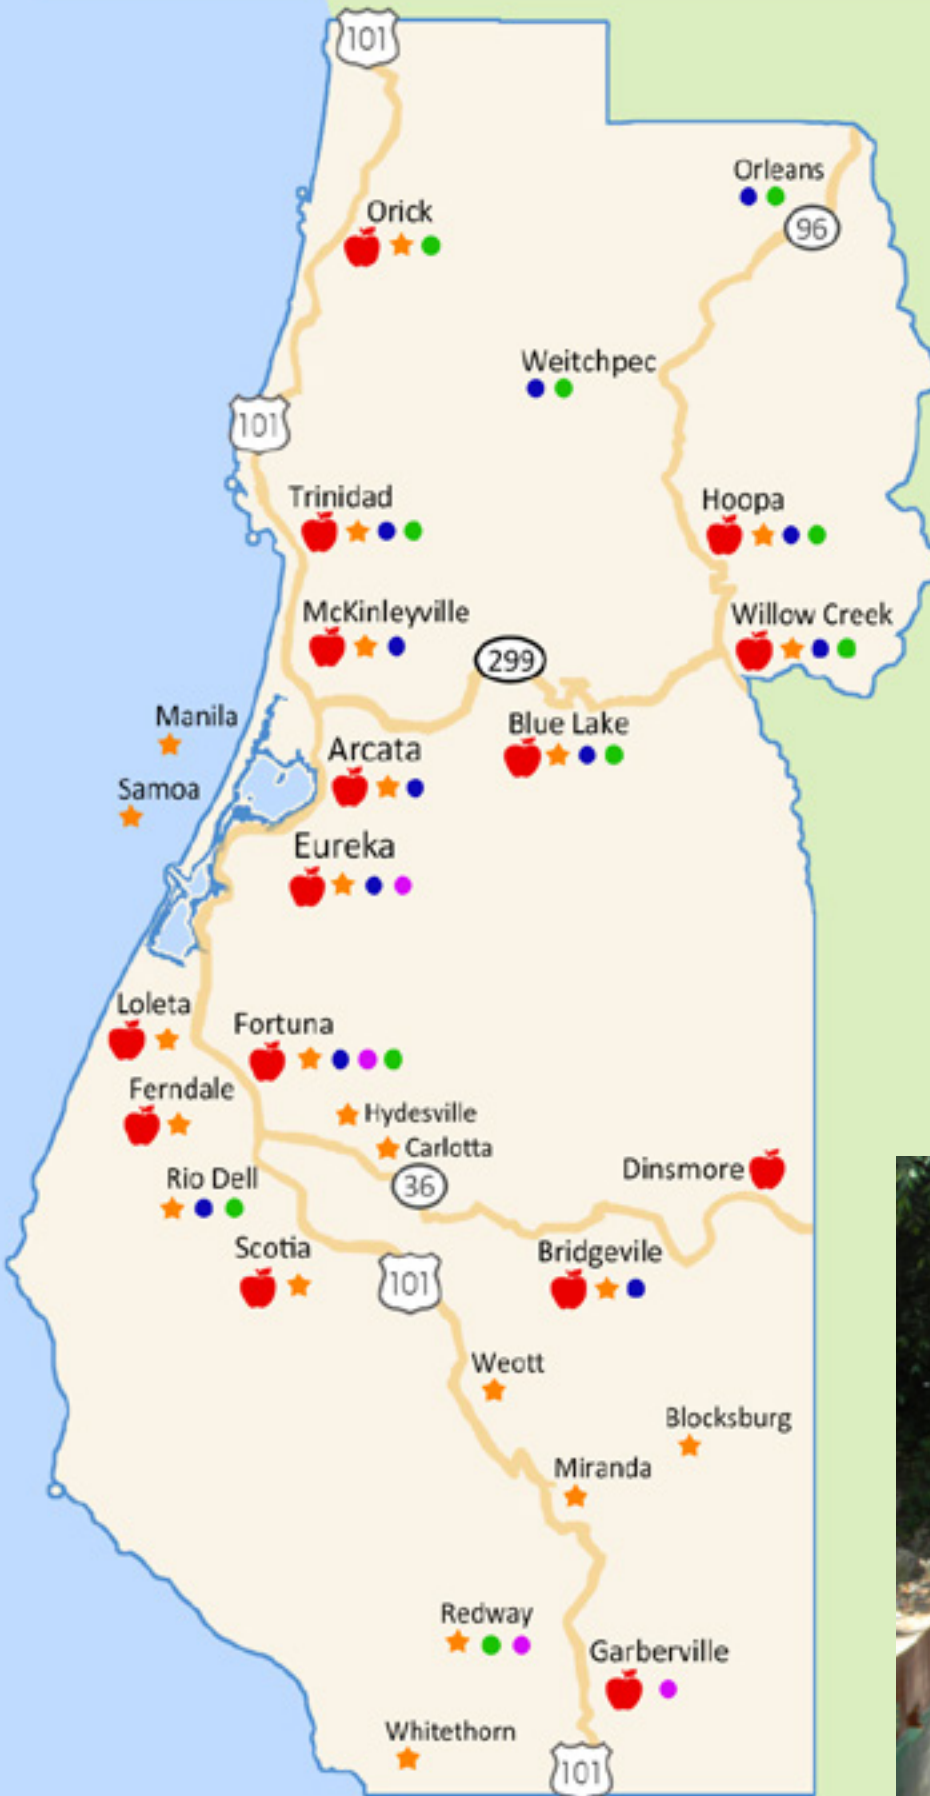 101
Orleans
96
Orick
Weitchpec
101
Trinidad
Hoopa
McKinleyville
Willow Creek
299
Manila
Blue Lake
Arcata
Samoa
Eureka
Loleta
Fortuna
Ferndale
Hydesville
Carlotta
Dinsmore
Rio Dell
36
Scotia
Bridgevile
101
Weott
Blocksburg
Miranda
Redway
Garberville
Whitethorn
101